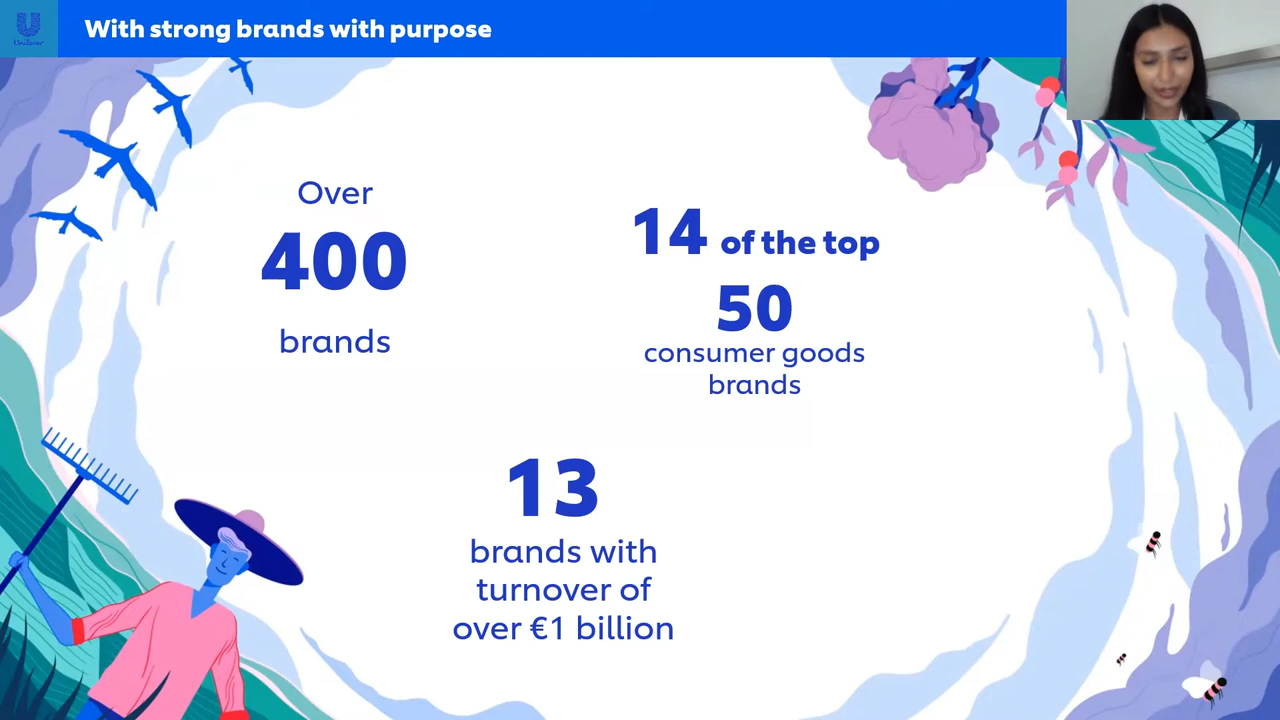 Unilever
With strong brands with purpose
Over
400
brands
14 of the top
50
consumer goods
brands
13
brands with
turnover of
over €1 billion